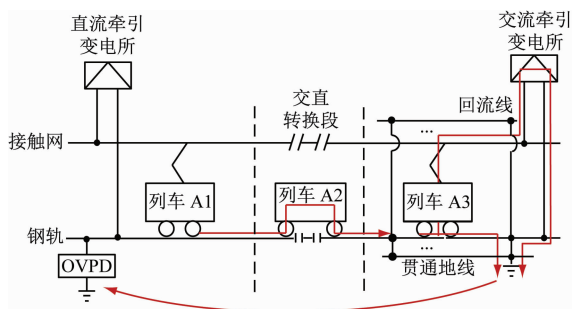 直流牵引
变电所
交流牵引
变电所
交直
转换段
回流线
接触网
...
列车 A1
列车 A2
列车 A3
钢轨
...
OVPD
贯通地线